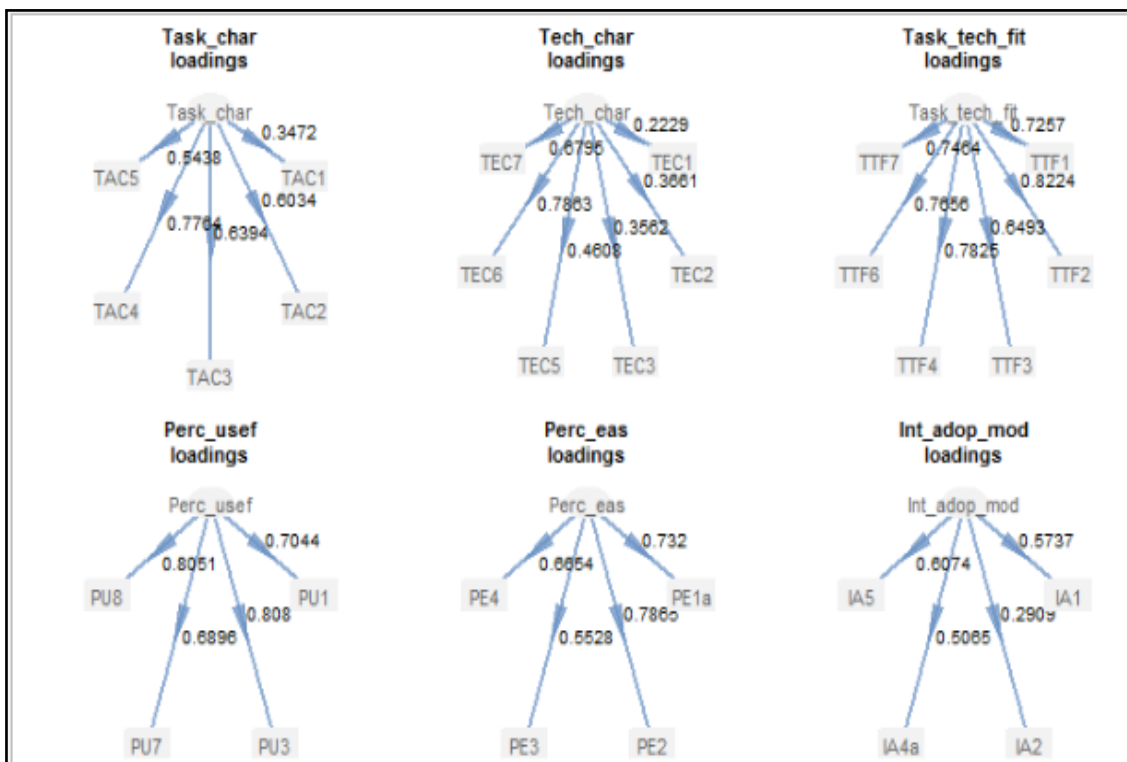 Task_char
loadings
Tech_char
loadings
Task_tech_fit
loadings
Task_char
0.3472
0.5438
TAC5
TAC1
0.6034
0.7764
0.6394
TAC4
TAC2
TAC3
Tech_char
0.2229
0.6796
TEC7
TEC1
0.3661
0.7863
0.3562
0.4608
TEC6
TEC2
TEC5
TEC3
Task_tech_fit
0.7257
0.7464
TTF7
TTF1
0.8224
0.7656
0.6493
0.7825
TTF6
TTF2
TTF4
TTF3
Perc_usef
loadings
Perc_eas
loadings
Int_adop_mod
loadings
Perc_usef
0.7044
0.8051
PU8
PU1
0.808
0.6896
PU7
PU3
Perc_eas
0.732
0.6654
PE4
PE1a
0.7865
0.5528
PE3
PE2
Int_adop_mod
0.5737
0.6074
IA5
IA1
0.2909
0.5065
IA4a
IA2